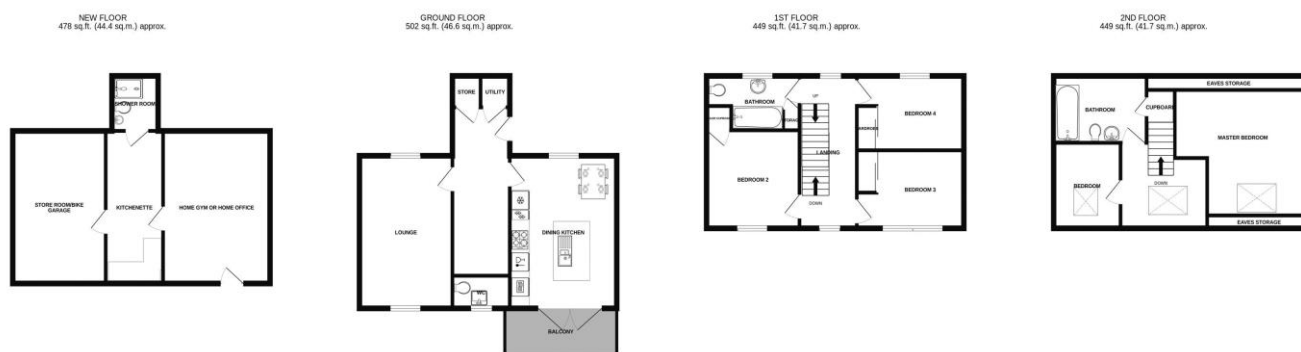 NEW FLOOR
478 sq.ft. (44.4 sq.m.) approx.
SHOWER ROOM
STORE ROOM/BIKE
GARAGE
KITCHENETTE
HOME GYM OR HOME OFFICE
GROUND FLOOR
502 sq.ft. (46.6 sq.m.) approx.
STORE
UTILITY
LOUNGE
DINING KITCHEN
WC
BALCONY
1ST FLOOR
449 sq.ft. (41.7 sq.m.) approx.
UP
BATHROOM
BEDROOM 4
LANDING
BEDROOM 2
BEDROOM 3
DOWN
2ND FLOOR
449 sq.ft. (41.7 sq.m.) approx.
EAVES STORAGE
BATHROOM
CUPBOARD
MASTER BEDROOM
BEDROOM
DOWN
EAVES STORAGE